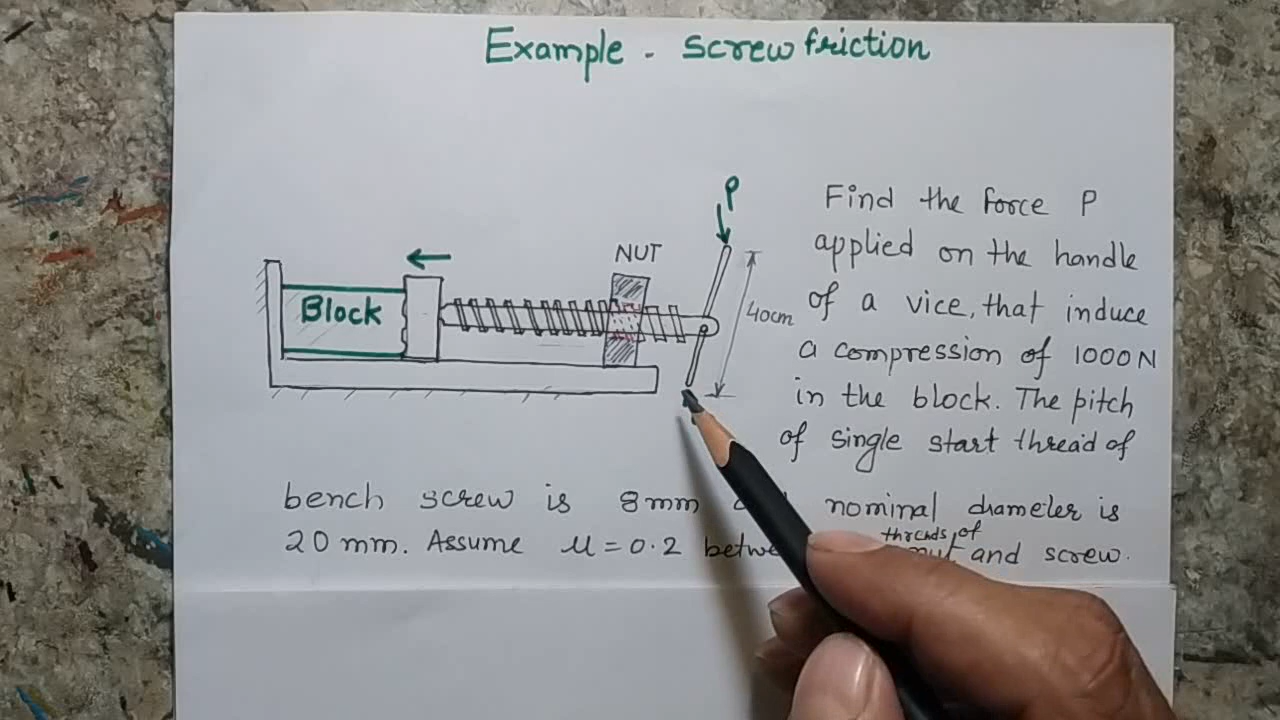 Example - Screw friction
P
NUT
Block
40cm
Find the force P
applied on the handle
of a vice, that induce
a compression of 1000N
in the block. The pitch
of single start thread of
bench screw is 8mm nominal diameter is
threads of
20mm. Assume μ=0.2 nut and screw.